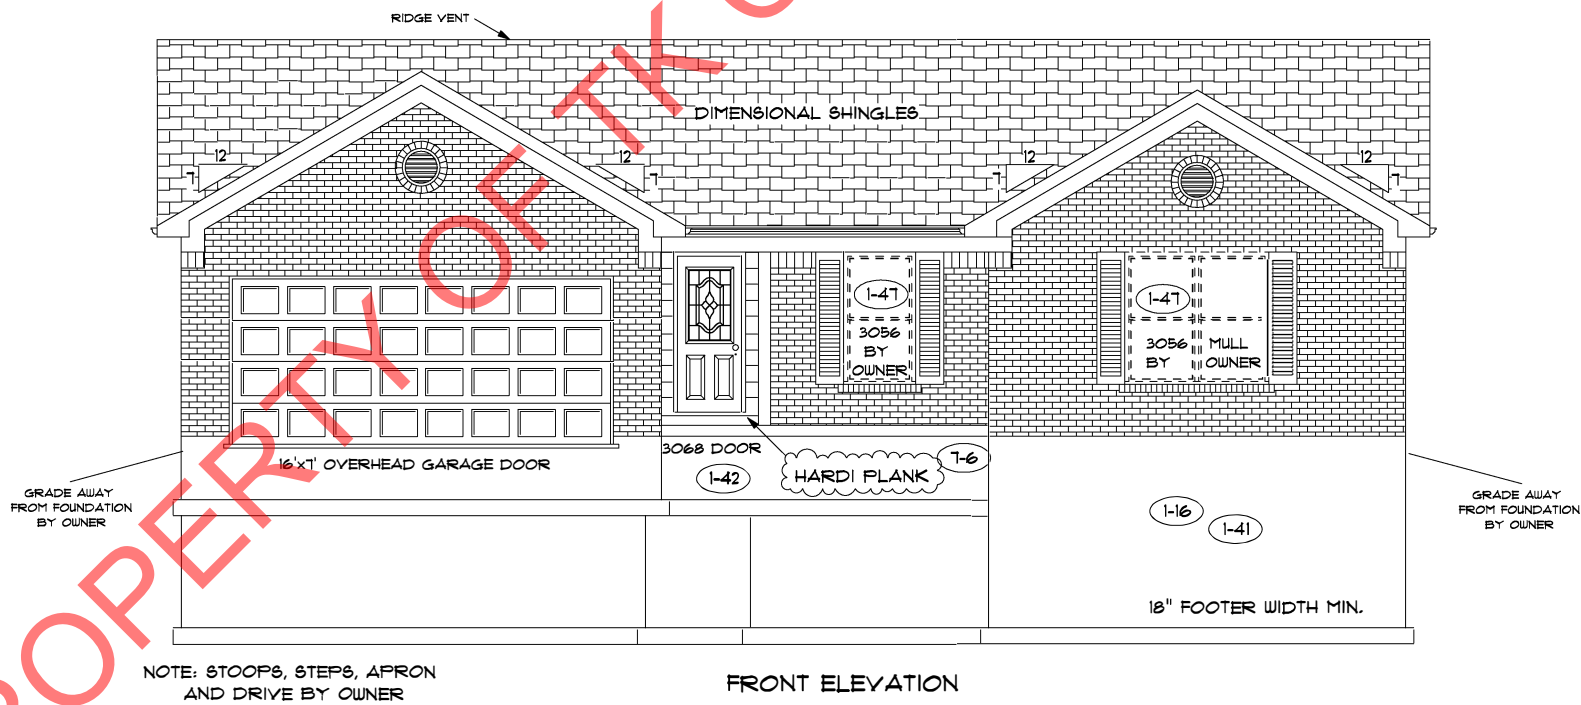 RIDGE VENT
DIMENSIONAL SHINGLES
12
7
12
7
12
7
12
7
1-47
3056
BY
OWNER
1-47
3056
BY
MULL
OWNER
16'x7' OVERHEAD GARAGE DOOR
3068 DOOR
1-42
HARDI PLANK
7-6
GRADE AWAY
FROM FOUNDATION
BY OWNER
GRADE AWAY
FROM FOUNDATION
BY OWNER
1-16
1-41
18" FOOTER WIDTH MIN.
NOTE: STOOPS, STEPS, APRON
AND DRIVE BY OWNER
FRONT ELEVATION
PROPERTY OF TK